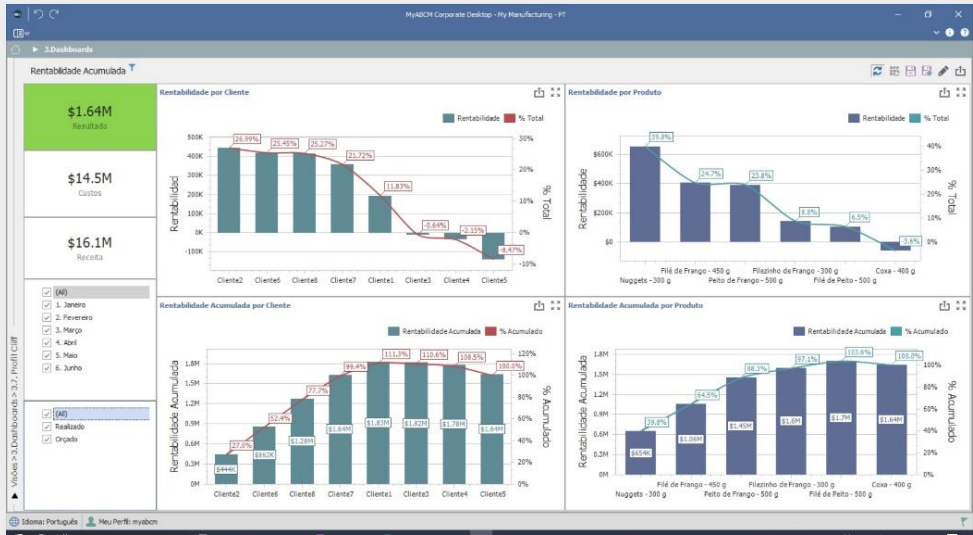 MyABCM Corporate Desktop - My Manufacturing - PT
3.Dashboards
Rentabilidade Acumulada
$1.64M
Resultado
$14.5M
Custos
$16.1M
Receita
(All)
1. Janeiro
2. Fevereiro
3. Março
4. Abril
5. Maio
6. Junho
(All)
Realizado
Orçado
Rentabilidade por Cliente
Rentabilidade % Total
Rentabilidad
500K
400K
300K
200K
100K
0K
-100K
26.99%
25.45%
25.27%
21.72%
11.83%
-0.64%
-2.15%
-8.47%
30%
20%
10%
0%
-10%
% Total
Cliente2 Cliente6 Cliente8 Cliente7 Cliente1 Cliente3 Cliente4 Cliente5
Rentabilidade por Produto
Rentabilidade % Total
Rentabilidade
$600K
$400K
$200K
$0
39.8%
24.7%
23.8%
8.8%
6.5%
-3.6%
40%
30%
20%
10%
0%
% Total
Filé de Frango - 450 g Filezinho de Frango - 300 g Coxa - 400 g
Nuggets - 300 g Peito de Frango - 500 g Filé de Peito - 500 g
Rentabilidade Acumulada por Cliente
Rentabilidade Acumulada % Acumulado
Rentabilidade Acumulada
1.8M
1.5M
1.2M
0.9M
0.6M
0.3M
0M
27.0%
52.4%
77.7%
99.4%
111.3%
110.6%
108.5%
100.0%
$444K
$862K
$1.28M
$1.64M
$1.83M
$1.82M
$1.78M
$1.64M
120%
100%
80%
60%
40%
20%
0%
% Acumulado
Cliente2 Cliente6 Cliente8 Cliente7 Cliente1 Cliente3 Cliente4 Cliente5
Rentabilidade Acumulada por Produto
Rentabilidade Acumulada % Acumulado
Rentabilidade Acumulada
1.8M
1.5M
1.2M
0.9M
0.6M
0.3M
0M
39.8%
64.5%
88.3%
97.1%
103.6%
100.0%
$654K
$1.06M
$1.45M
$1.6M
$1.7M
$1.64M
100%
80%
60%
40%
20%
0%
% Acumulado
Filé de Frango - 450 g Filezinho de Frango - 300 g Coxa - 400 g
Nuggets - 300 g Peito de Frango - 500 g Filé de Peito - 500 g
Visões > 3.Dashboards > 3.7. Profit Cliff
Idioma: Português Meu Perfil: myabcm